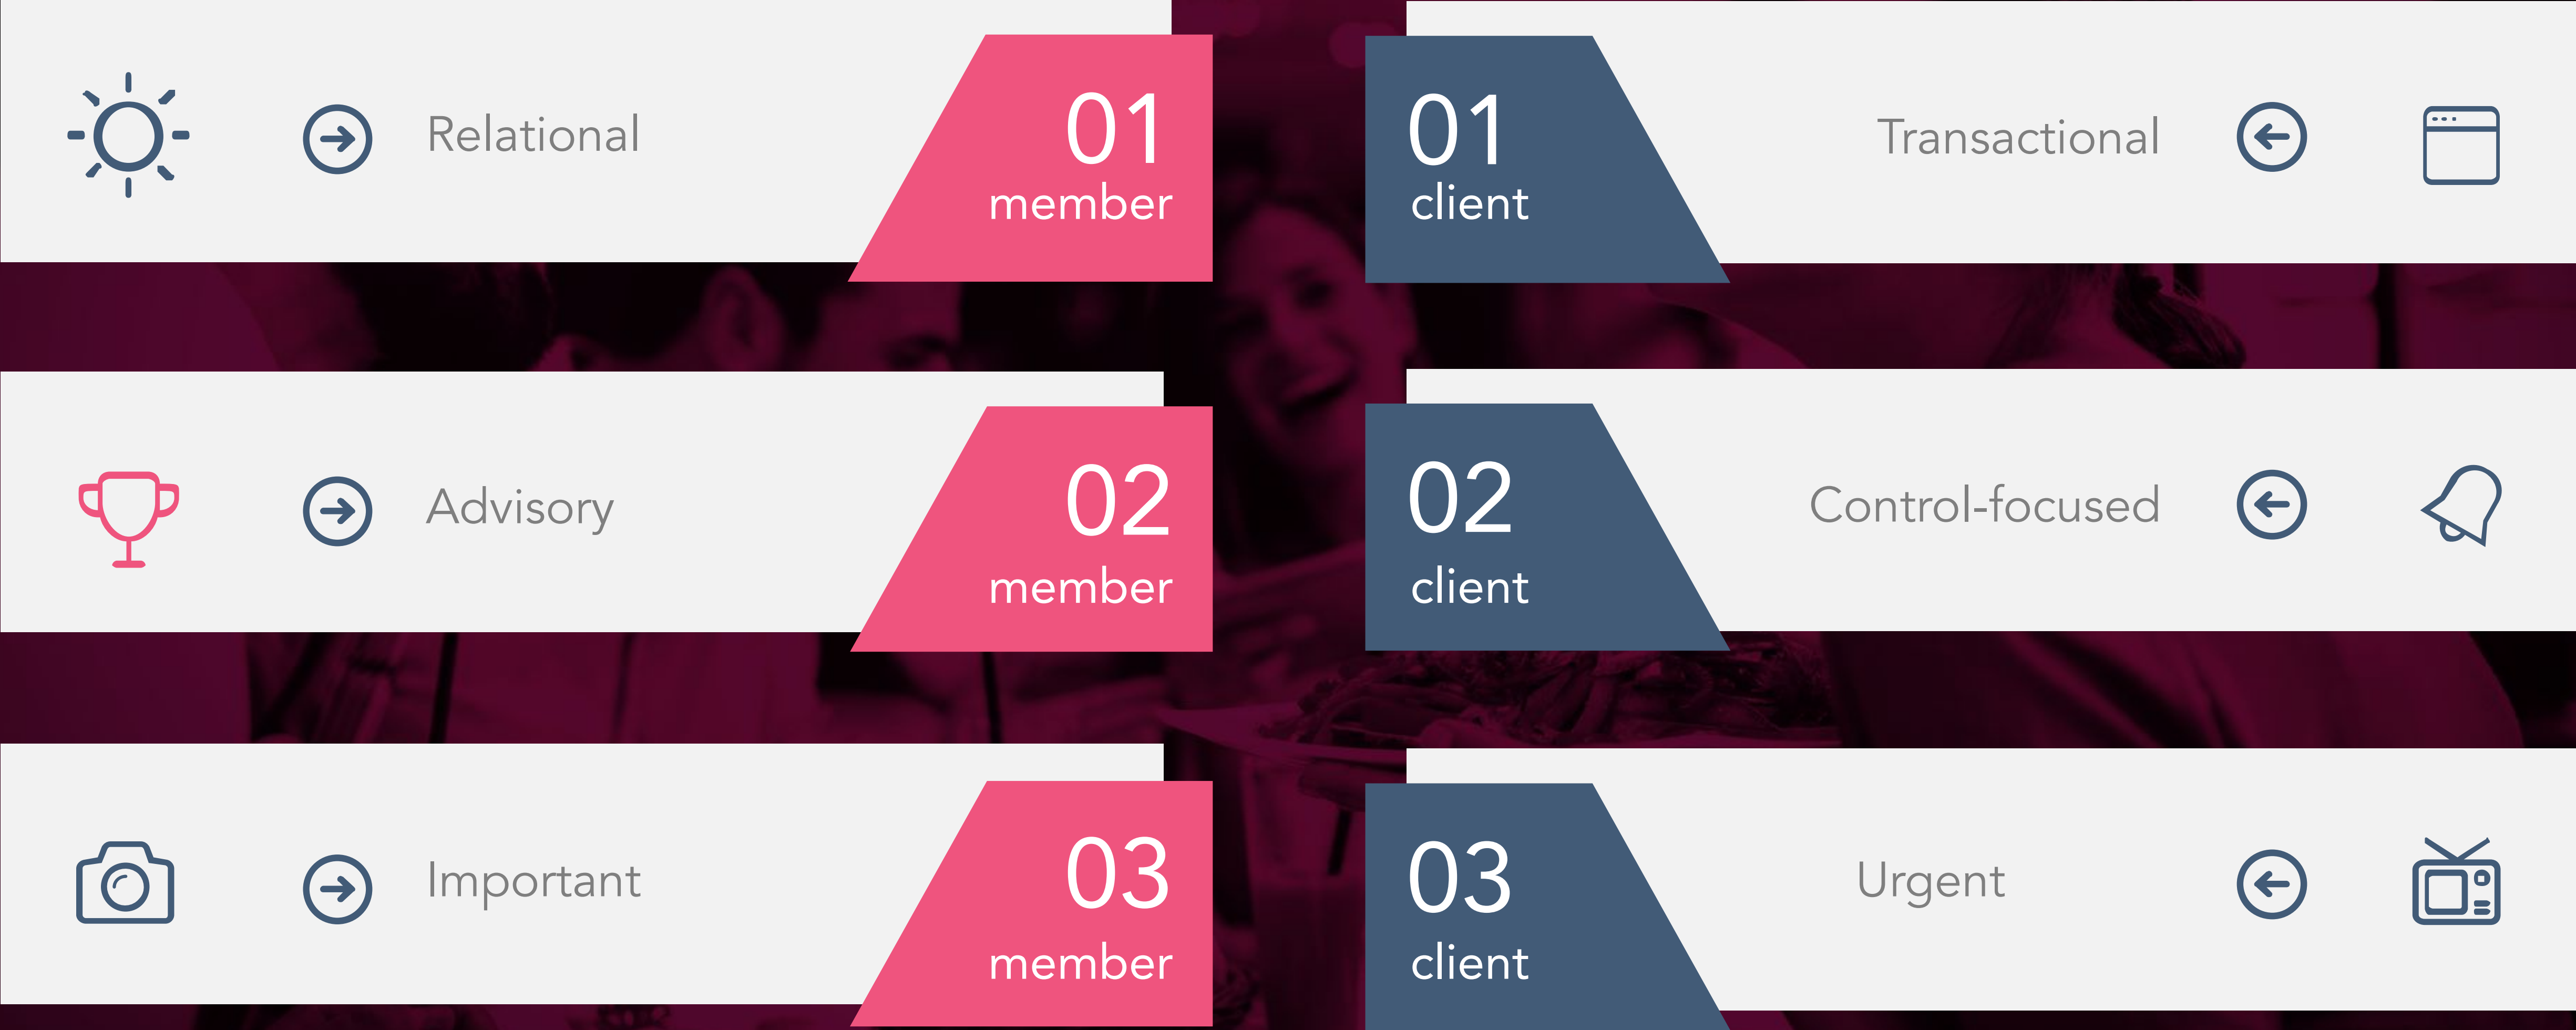 Relational
01
member
01
client
Transactional
Advisory
02
member
02
client
Control-focused
Important
03
member
03
client
Urgent